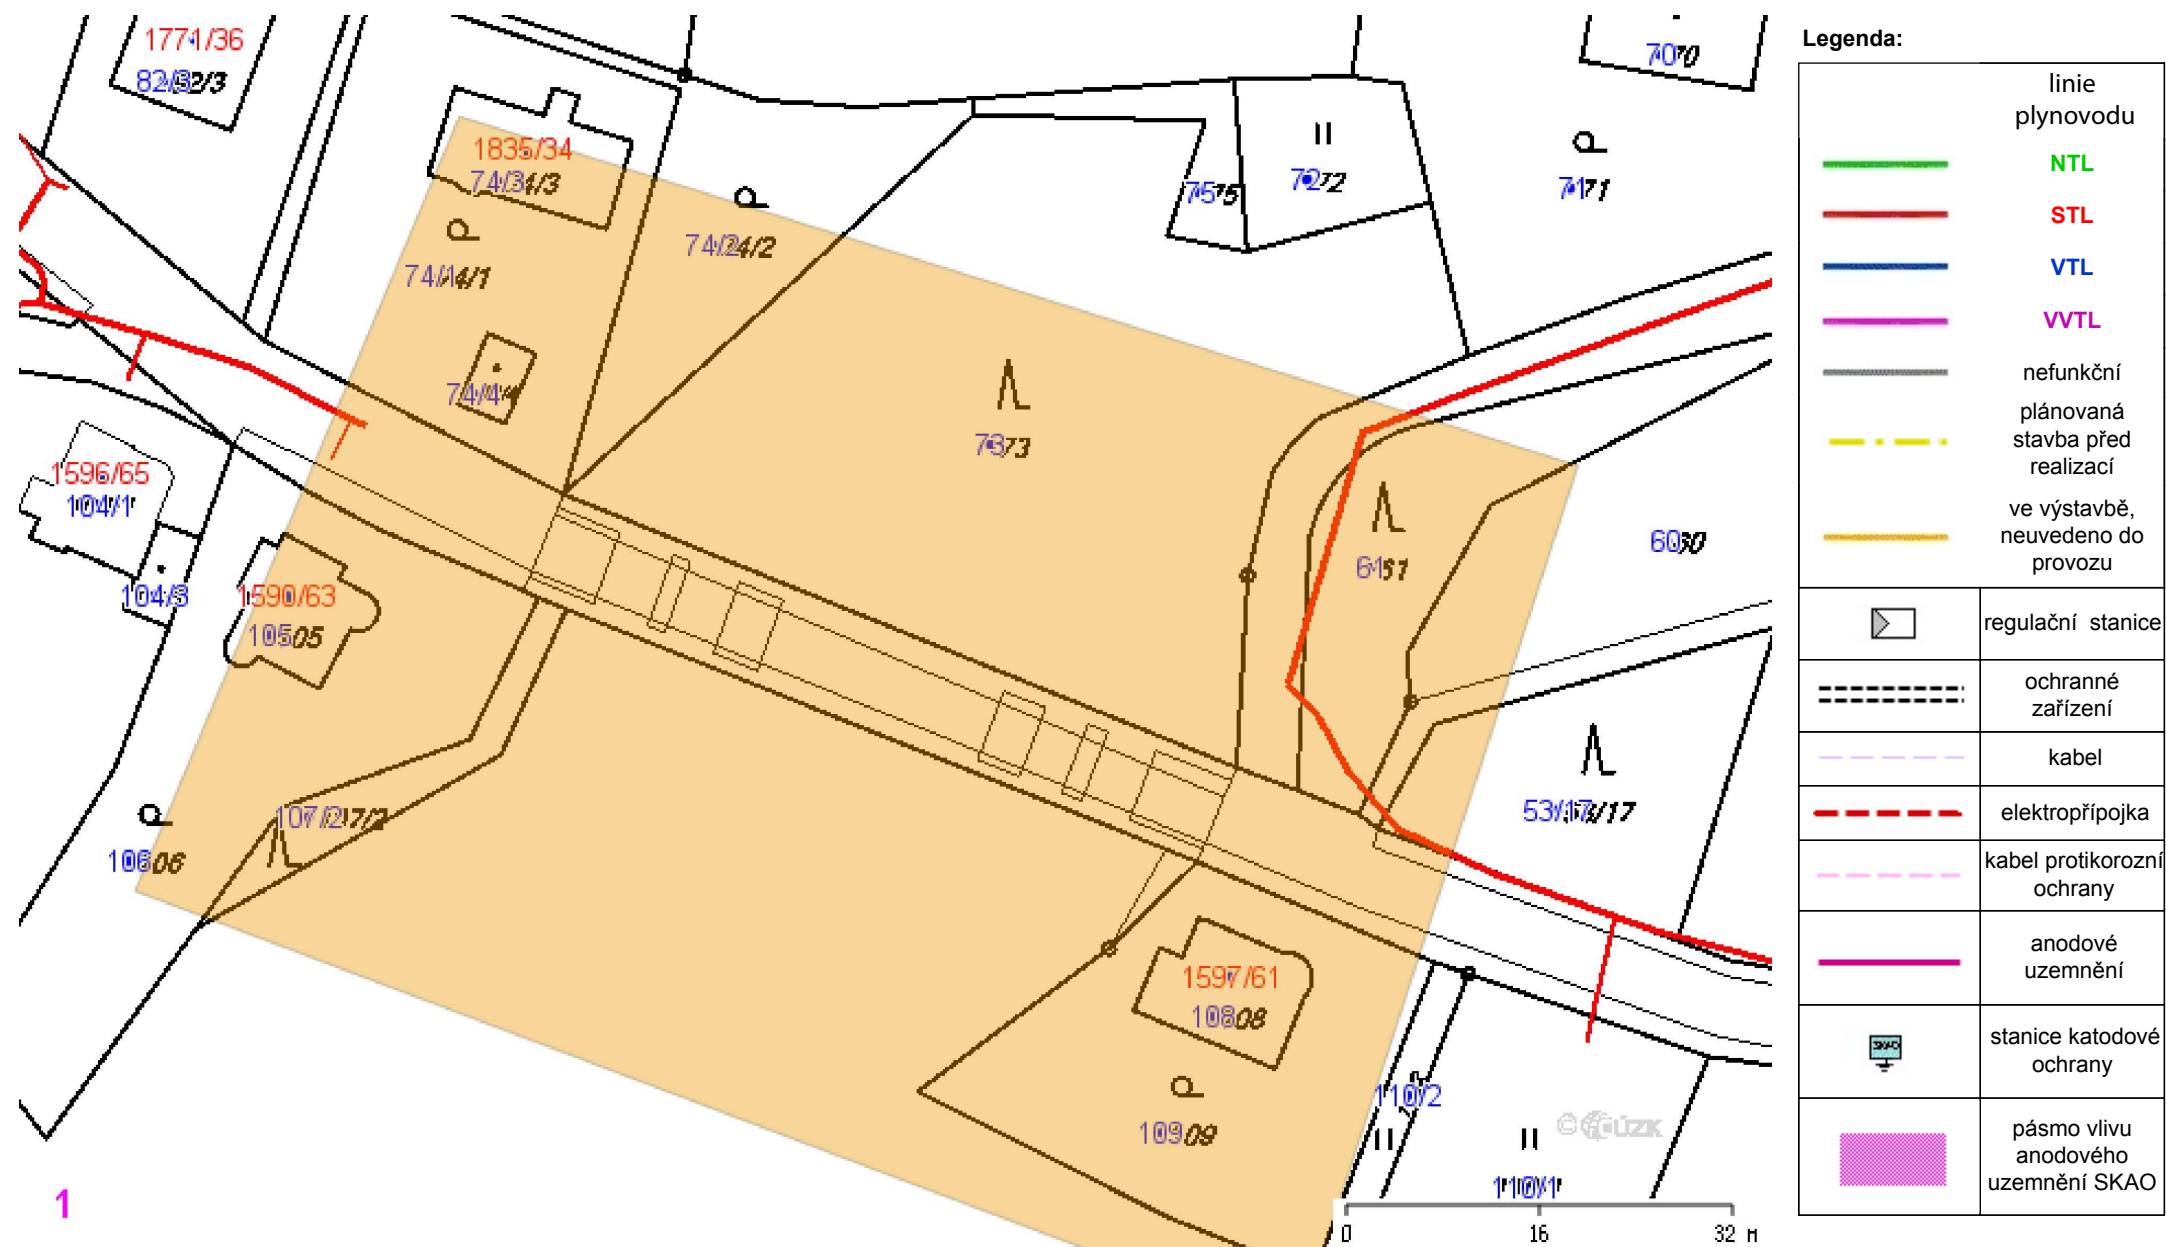 1771/36
82/3
1835/34
74/3
74/2
74/1
74/4
75
72
71
70
73
61
60
1596/65
104/1
104/3
1590/63
105
107/2
106
53/17
1597/61
108
109
110/2
110/1
1
0 16 32 M
Legenda:
linie
plynovodu
NTL
STL
VTL
VVTL
nefunkční
plánovaná
stavba před
realizací
ve výstavbě,
neuvedeno do
provozu
regulační stanice
ochranné
zařízení
kabel
elektropřípojka
kabel protikorozní
ochrany
anodové
uzemnění
SKAO
stanice katodové
ochrany
pásmo vlivu
anodového
uzemnění SKAO